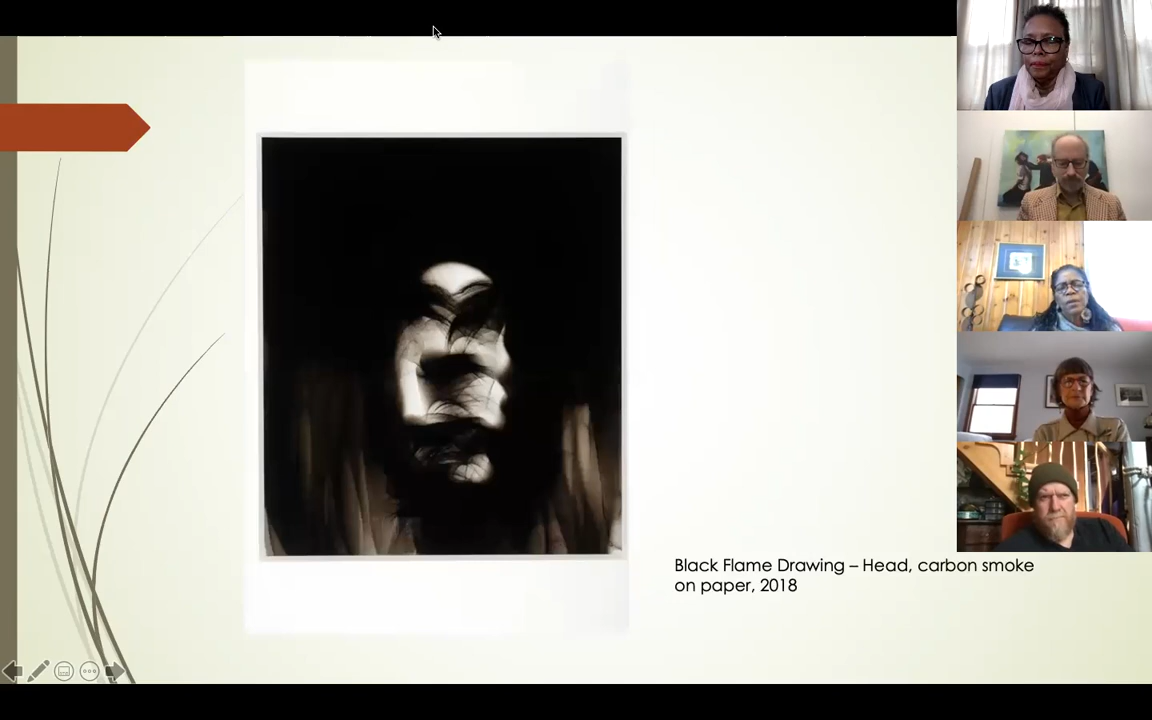 Black Flame Drawing – Head, carbon smoke
on paper, 2018